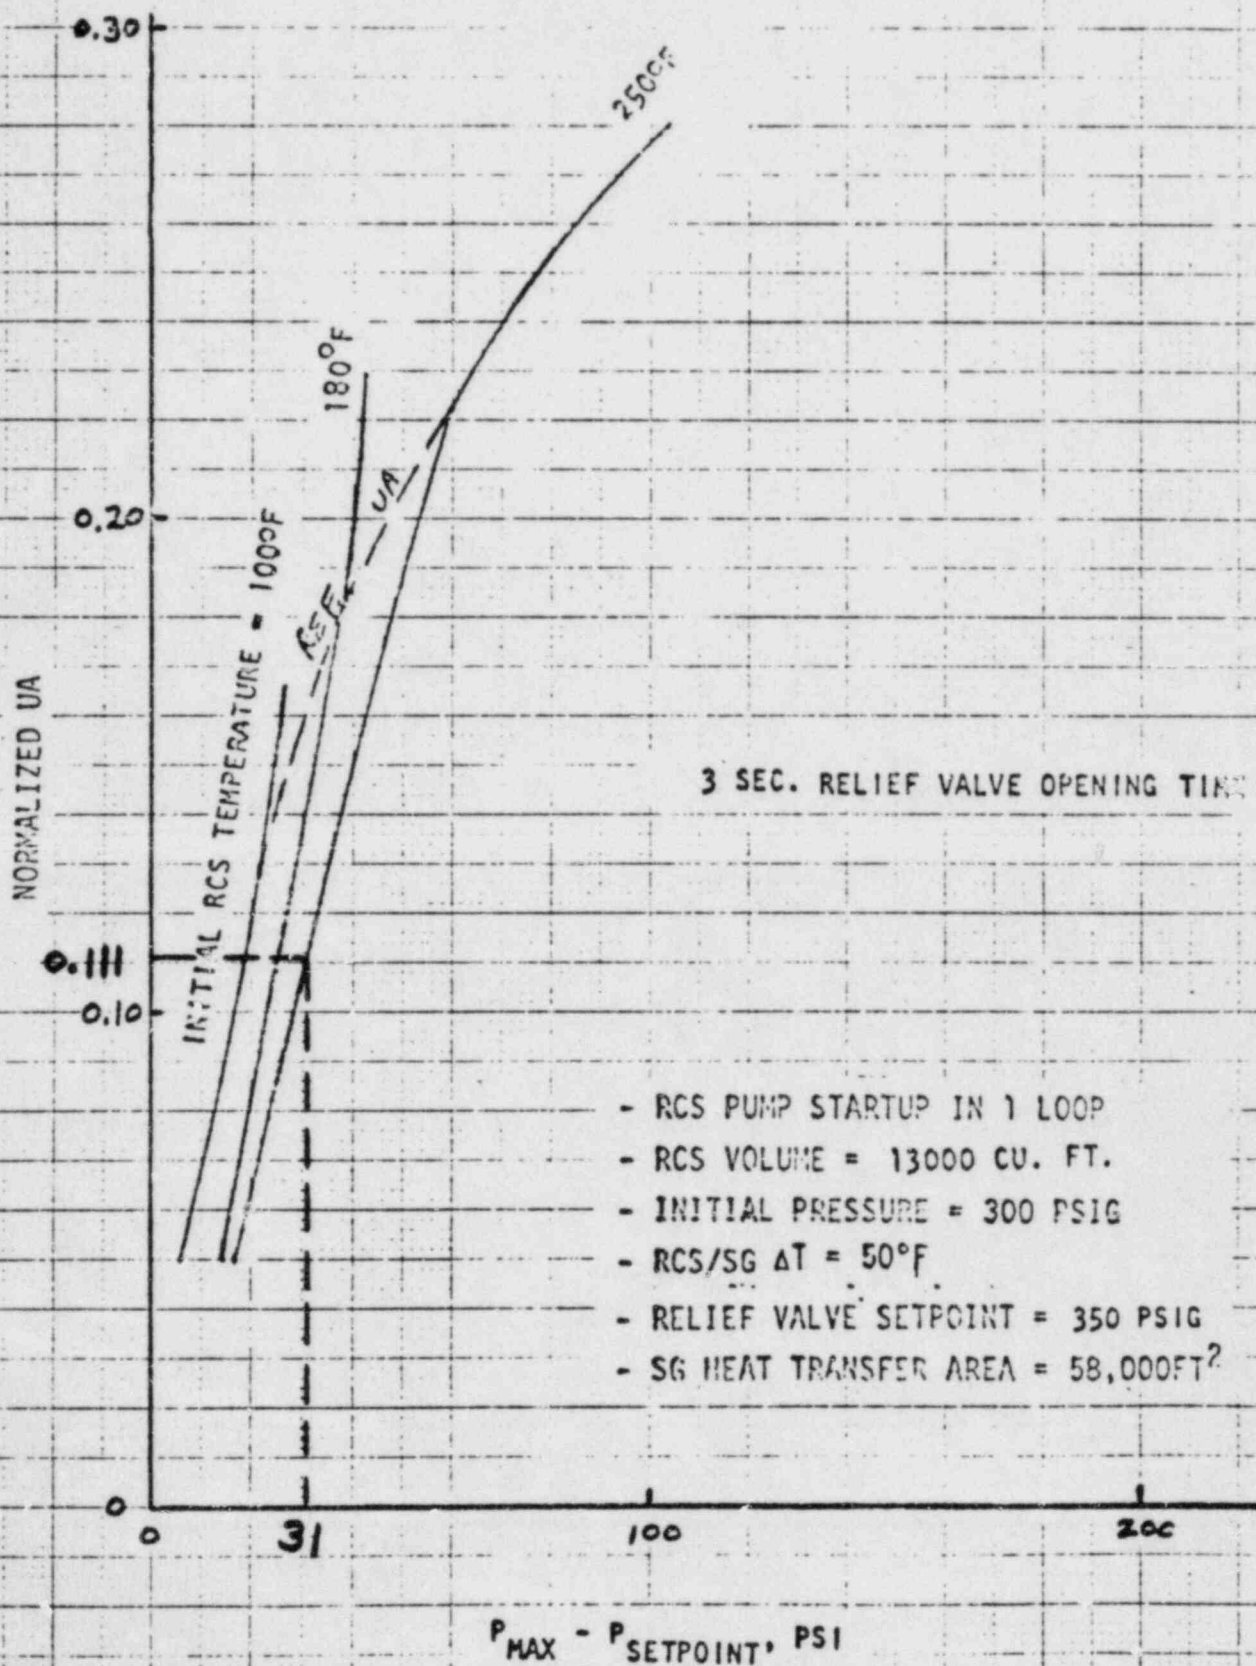 0.30
250°F
180°F
UA
0.20
REF.
INITIAL RCS TEMPERATURE = 100°F
NORMALIZED UA
3 SEC. RELIEF VALVE OPENING
0.111
0.10
- RCS PUMP STARTUP IN 1 LOOP
- RCS VOLUME = 13000 CU. FT.
- INITIAL PRESSURE = 300 PSIG
- RCS/SG ΔT = 50°F
- RELIEF VALVE SETPOINT = 350 PSIG
- SG HEAT TRANSFER AREA = 58,000FT²
0
0
31
100
200
P_MAX - P_SETPOINT, PSI